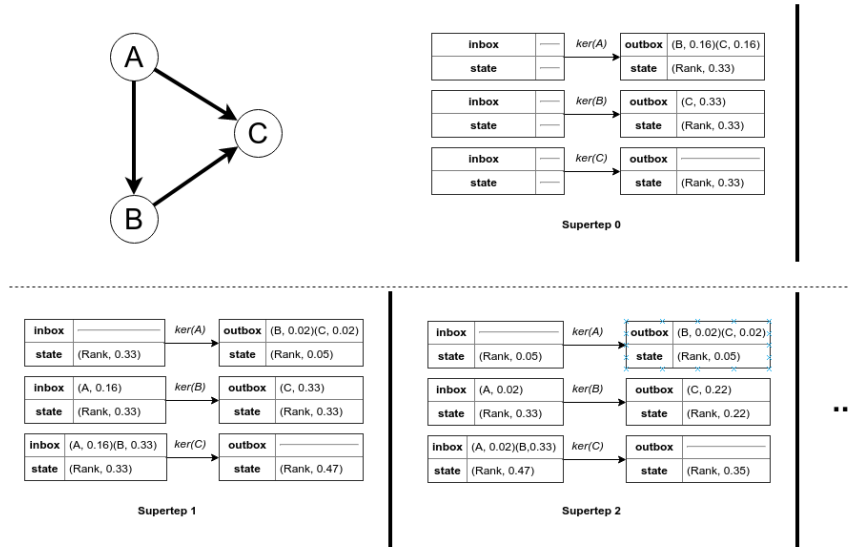 A
C
B
inbox ker(A) outbox (B, 0.16)(C, 0.16)
state state (Rank, 0.33)
inbox ker(B) outbox (C, 0.33)
state state (Rank, 0.33)
inbox ker(C) outbox
state state (Rank, 0.33)
Supertep 0
inbox ker(A) outbox (B, 0.02)(C, 0.02)
state (Rank, 0.33) state (Rank, 0.05)
inbox (A, 0.16) ker(B) outbox (C, 0.33)
state (Rank, 0.33) state (Rank, 0.33)
inbox (A, 0.16)(B, 0.33) ker(C) outbox
state (Rank, 0.33) state (Rank, 0.47)
Supertep 1
inbox ker(A) outbox (B, 0.02)(C, 0.02)
state (Rank, 0.05) state (Rank, 0.05)
inbox (A, 0.02) ker(B) outbox (C, 0.22)
state (Rank, 0.33) state (Rank, 0.22)
inbox (A, 0.02)(B,0.33) ker(C) outbox
state (Rank, 0.47) state (Rank, 0.35)
Supertep 2
..